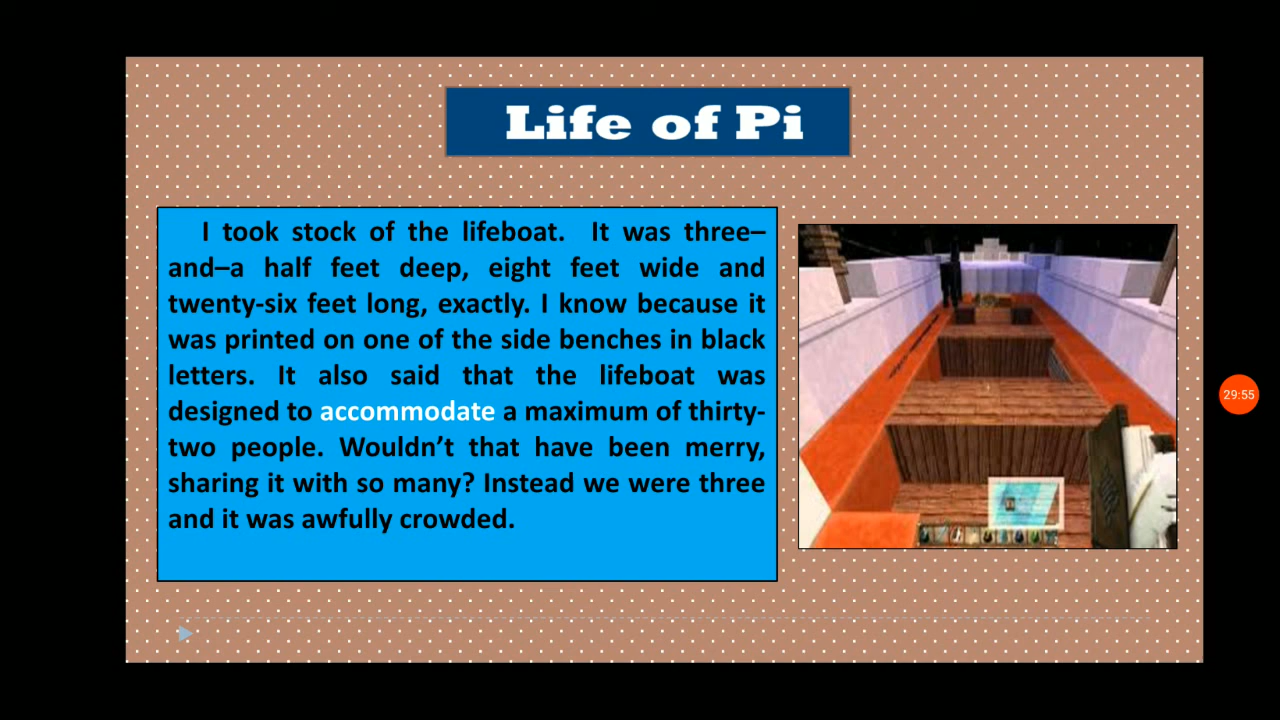 Life of Pi
I took stock of the lifeboat. It was three–
and–a half feet deep, eight feet wide and
twenty-six feet long, exactly. I know because it
was printed on one of the side benches in black
letters. It also said that the lifeboat was
designed to accommodate a maximum of thirty-
two people. Wouldn’t that have been merry,
sharing it with so many? Instead we were three
and it was awfully crowded.
29:55